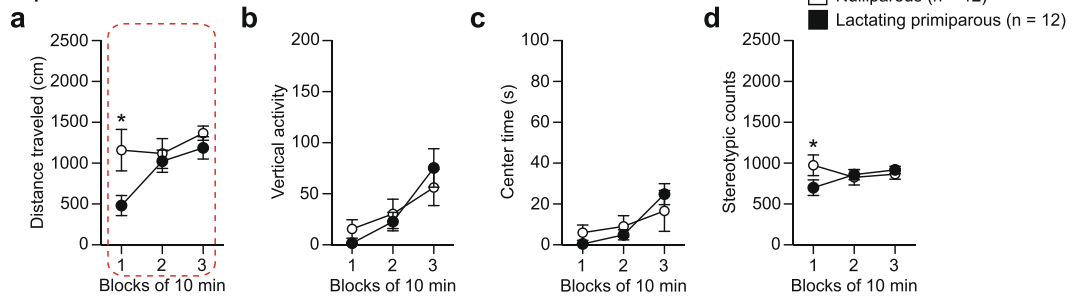 Nulliparous (n = 12)
Lactating primiparous (n = 12)
a
Distance traveled (cm)
2500
2000
1500
1000
500
0
*
1 2 3
Blocks of 10 min
b
Vertical activity
200
150
100
50
0
1 2 3
Blocks of 10 min
c
Center time (s)
100
80
60
40
20
0
1 2 3
Blocks of 10 min
d
Stereotypic counts
2500
2000
1500
1000
500
0
*
1 2 3
Blocks of 10 min